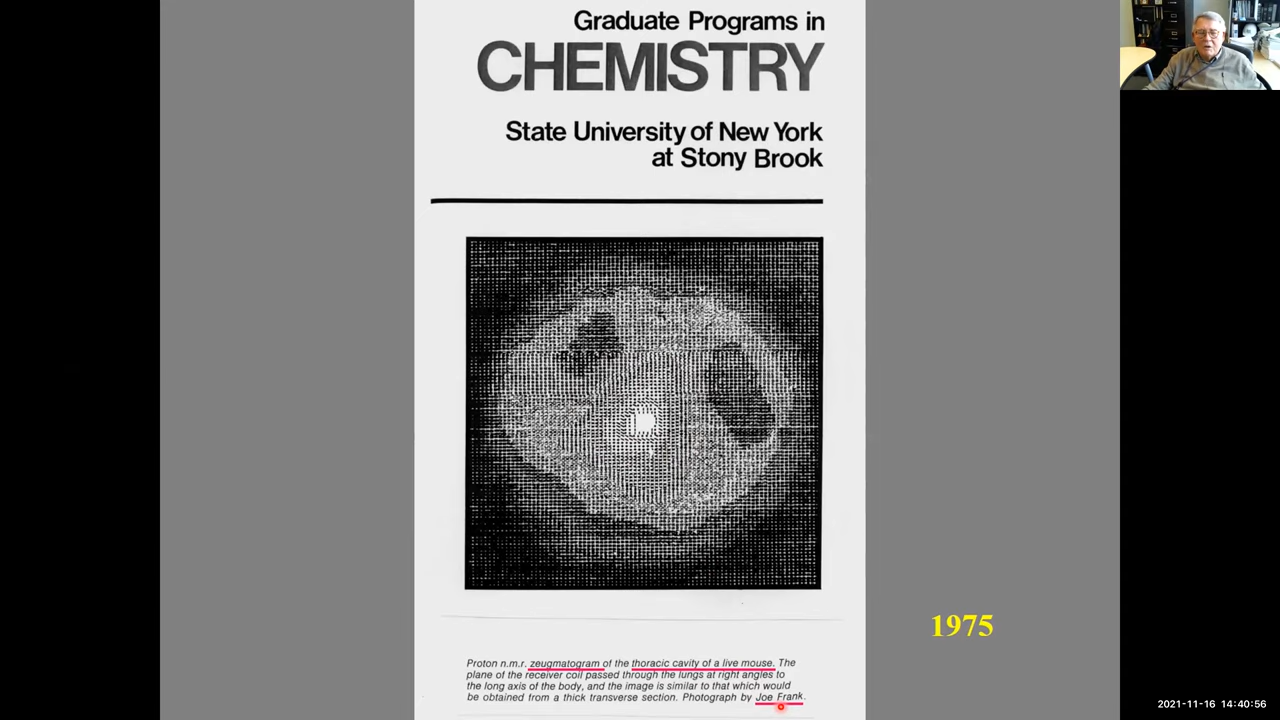 Graduate Programs in
CHEMISTRY
State University of New York
at Stony Brook
1975
Proton n.m.r. zeugmatogram of the thoracic cavity of a live mouse. The
plane of the receiver coil passed through the lungs at right angles to
the long axis of the body, and the image is similar to that which would
be obtained from a thick transverse section. Photograph by Joe Frank.
2021-11-16 14:40:56